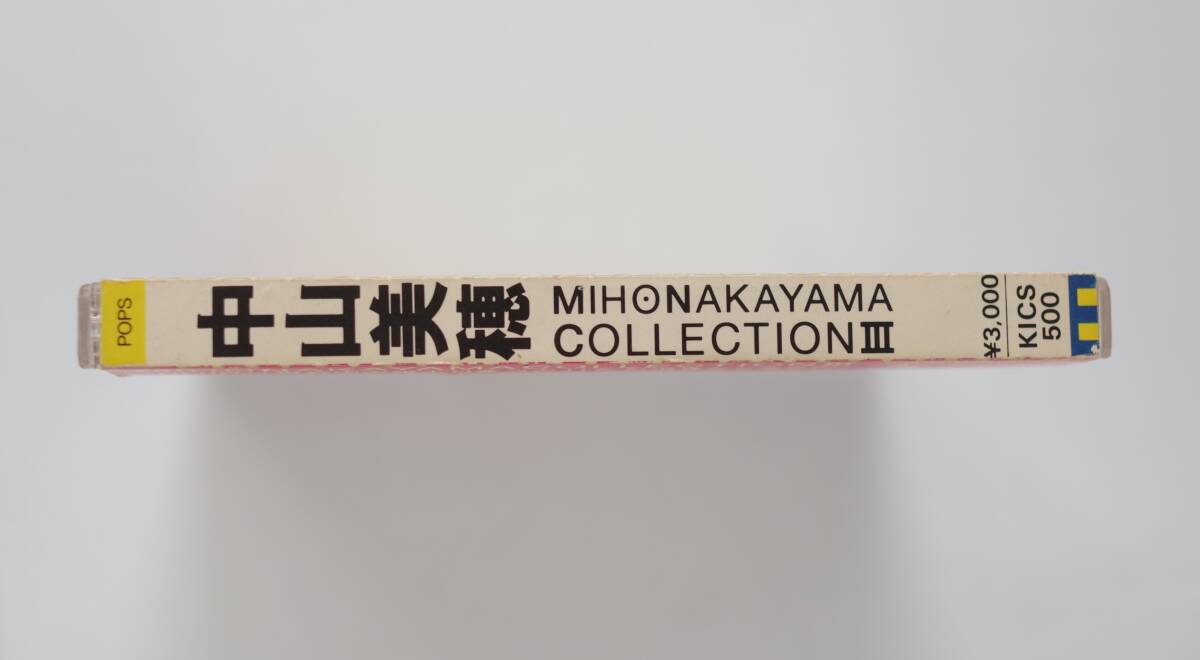 POPS
中山美穂
MIHONAKAYAMA
COLLECTION III
¥3,000
KICS
500